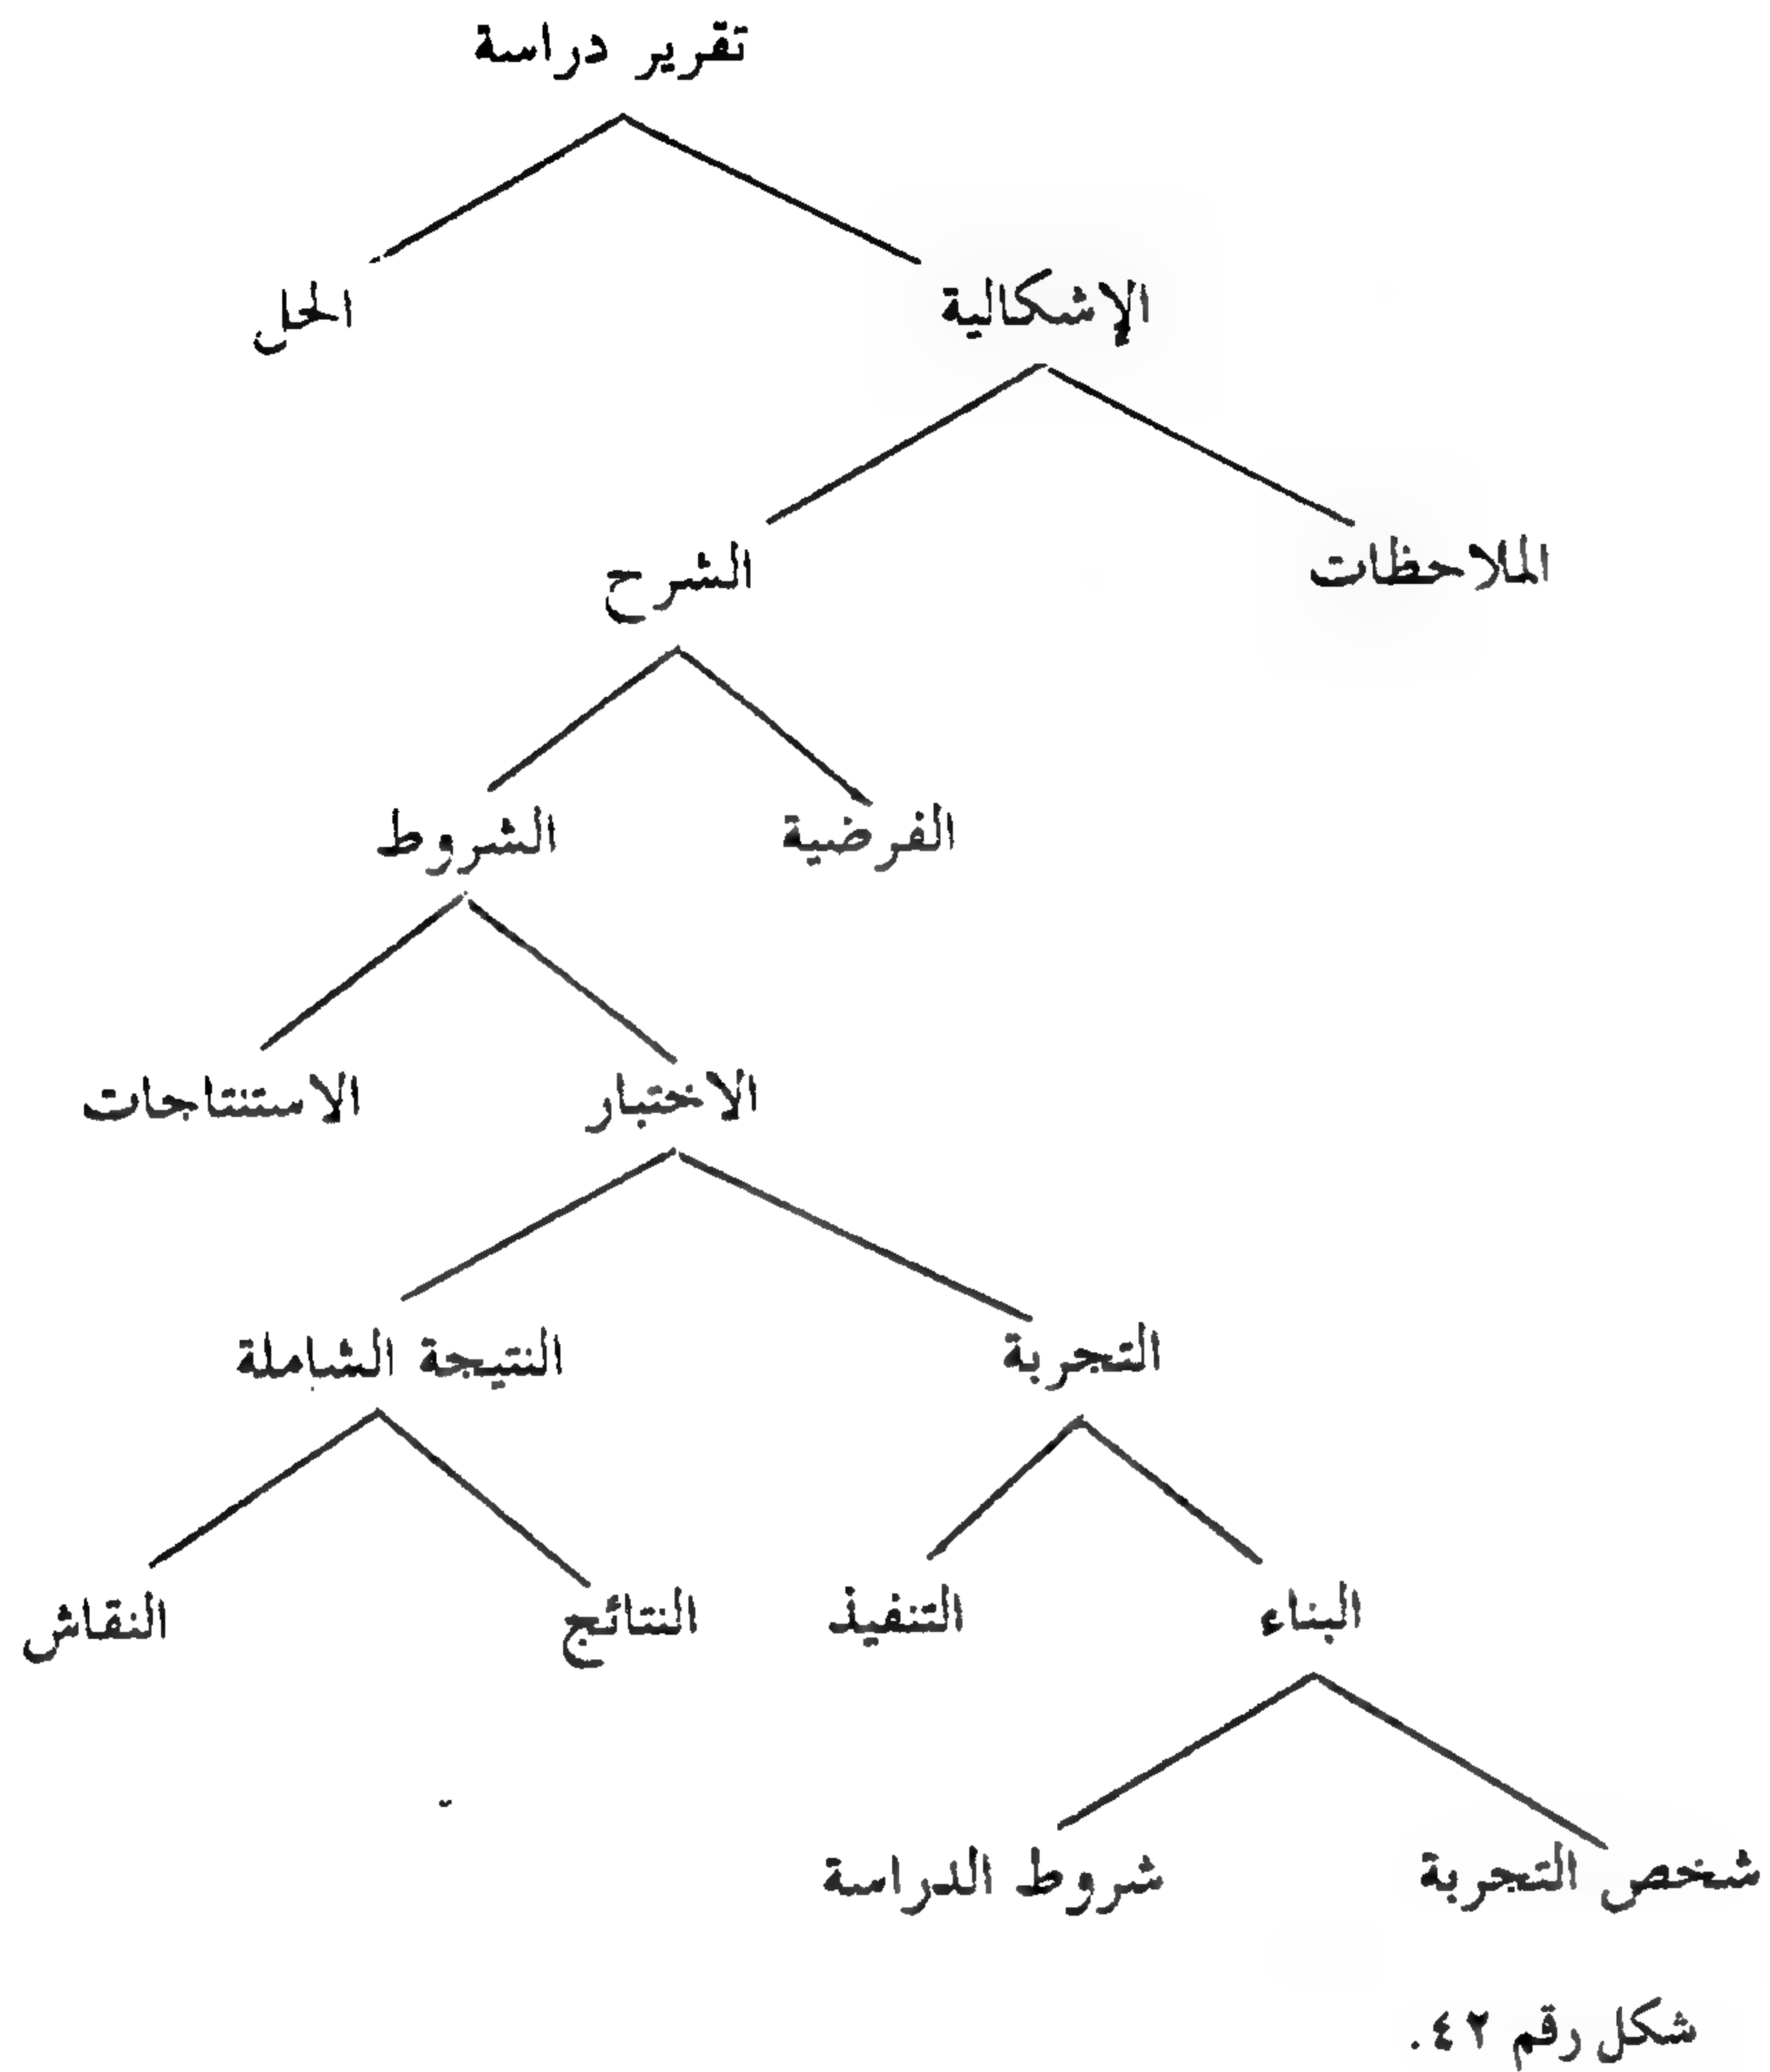 تقرير دراسة
الإشكالية الحل
الملاحظات الشرح
الفرضية الشروط
الاختبار الاستنتاجات
التجربة النتيجة الشاملة
البناء التنفيذ النتائج النقاش
شخص التجربة شروط الدراسة
شكل رقم ٤٢.